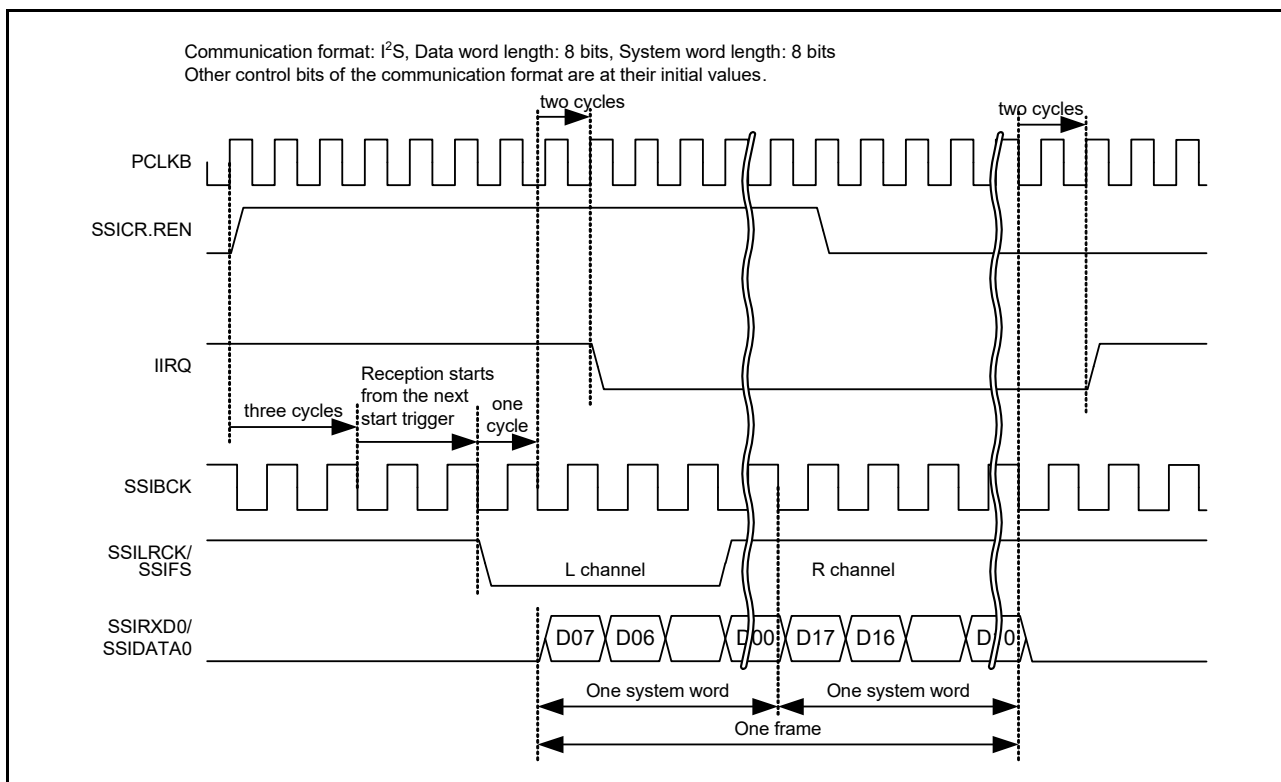 Communication format: I²S, Data word length: 8 bits, System word length: 8 bits
Other control bits of the communication format are at their initial values.
two cycles
two cycles
PCLKB
SSICR.REN
IIRQ
Reception starts
from the next
start trigger
three cycles
one
cycle
SSIBCK
SSILRCK/
SSIFS
L channel
R channel
SSIRXD0/
SSIDATA0
D07
D06
D00
D17
D16
One system word
One system word
One frame